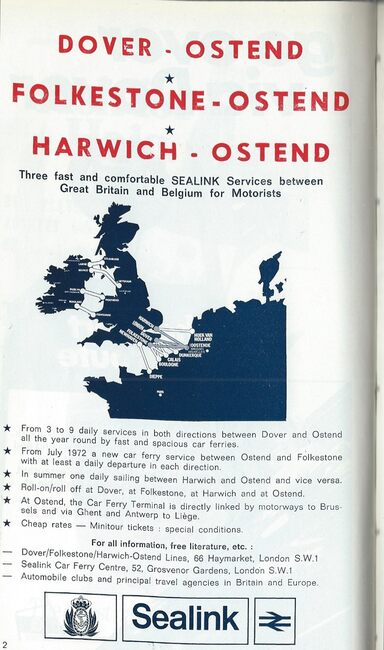 DOVER - OSTEND
★
FOLKESTONE - OSTEND
★
HARWICH - OSTEND
Three fast and comfortable SEALINK Services between
Great Britain and Belgium for Motorists
HARWICH
DOVER
FOLKESTONE
HOEK VAN
HOLLAND
OOSTENDE
DUNKERQUE
CALAIS
BOULOGNE
DIEPPE
PARIS
★ From 3 to 9 daily services in both directions between Dover and Ostend
all the year round by fast and spacious car ferries.
★ From July 1972 a new car ferry service between Ostend and Folkestone
with at least a daily departure in each direction.
★ In summer one daily sailing between Harwich and Ostend and vice versa.
★ Roll-on/roll off at Dover, at Folkestone, at Harwich and at Ostend.
★ At Ostend, the Car Ferry Terminal is directly linked by motorways to Brus-
sels and via Ghent and Antwerp to Liège.
★ Cheap rates — Minitour tickets : special conditions.
For all information, free literature, etc. :
— Dover/Folkestone/Harwich-Ostend Lines, 66 Haymarket, London S.W.1
— Sealink Car Ferry Centre, 52, Grosvenor Gardens, London S.W.1
— Automobile clubs and principal travel agencies in Britain and Europe.
Sealink
2